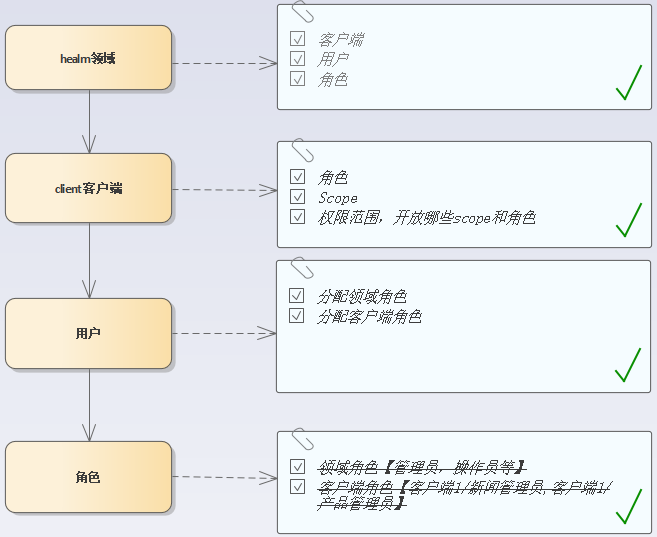 healm领域
客户端
用户
角色
client客户端
角色
Scope
权限范围，开放哪些scope和角色
用户
分配领域角色
分配客户端角色
角色
领域角色【管理员，操作员等】
客户端角色【客户端1/新闻管理员,客户端1/
产品管理员】